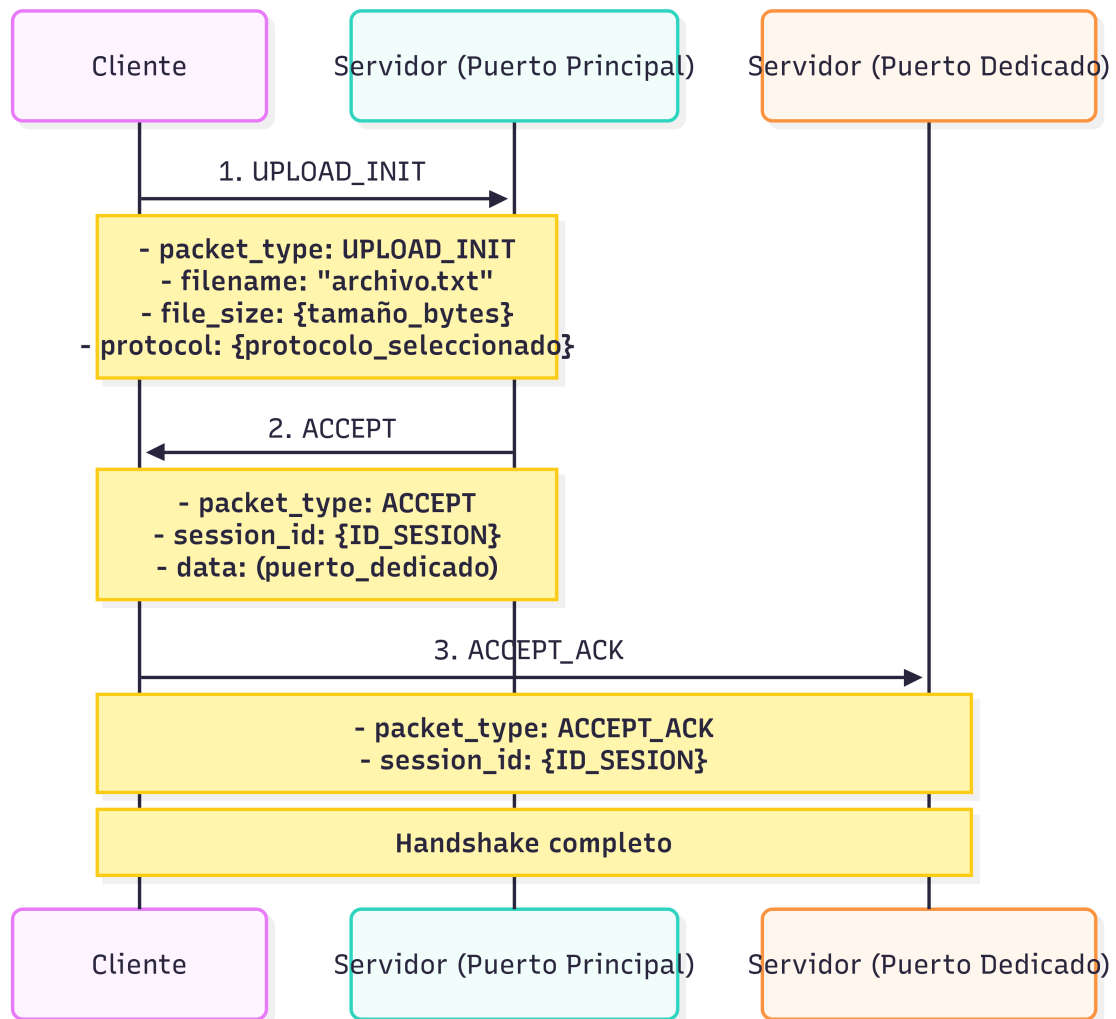 Cliente
Servidor (Puerto Principal)
Servidor (Puerto Dedicado)
1. UPLOAD_INIT
- packet_type: UPLOAD_INIT
- filename: "archivo.txt"
- file_size: {tamaño_bytes}
- protocol: {protocolo_seleccionado}
2. ACCEPT
- packet_type: ACCEPT
- session_id: {ID_SESION}
- data: (puerto_dedicado)
3. ACCEPT_ACK
- packet_type: ACCEPT_ACK
- session_id: {ID_SESION}
Handshake completo
Cliente
Servidor (Puerto Principal)
Servidor (Puerto Dedicado)